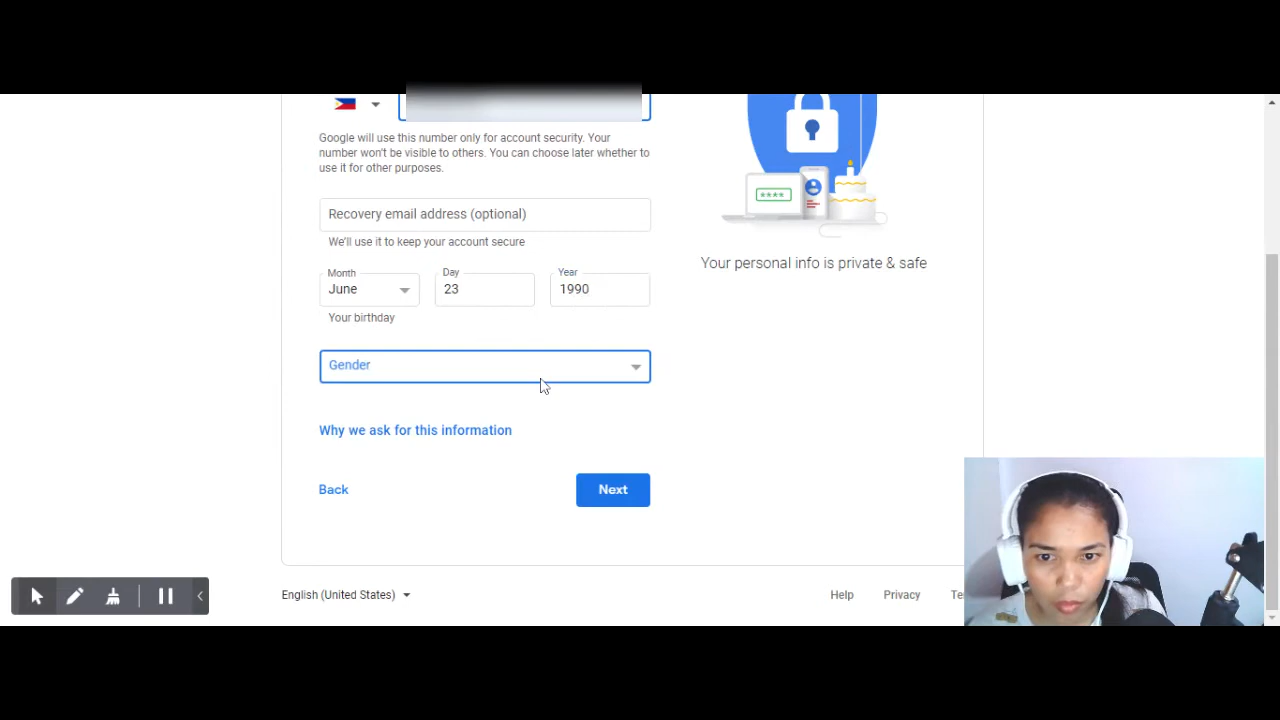 Google will use this number only for account security. Your
number won't be visible to others. You can choose later whether to
use it for other purposes.
Recovery email address (optional)
We'll use it to keep your account secure
Month
Day
Year
June
23
1990
Your birthday
Gender
Why we ask for this information
Back
Next
****
Your personal info is private & safe
English (United States)
Help
Privacy
Te